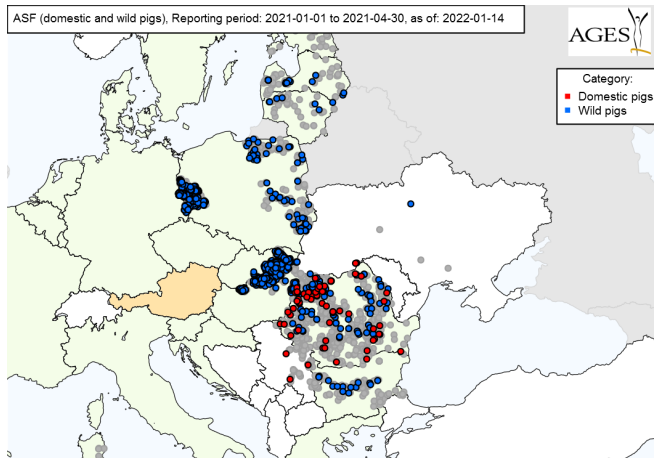 ASF (domestic and wild pigs), Reporting period: 2021-01-01 to 2021-04-30, as of: 2022-01-14
AGES
Category:
Domestic pigs
Wild pigs